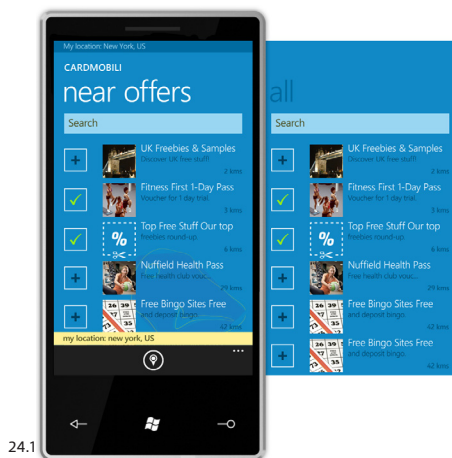 My location: New York, US
CARDMOBILI
near offers
Search
UK Freebies & Samples
Discover UK free stuff!
2 kms
Fitness First 1-Day Pass
Voucher for 1 day trial.
3 kms
%
Top Free Stuff Our top
freebies round-up.
6 kms
Nuffield Health Pass
Free health club vouc...
29 kms
Free Bingo Sites Free
and deposit bingo.
42 kms
my location: new york, US
...
all
Search
UK Freebies & Samples
Discover UK free stuff!
2 kms
Fitness First 1-Day Pass
Voucher for 1 day trial.
3 kms
%
Top Free Stuff Our top
freebies round-up.
6 kms
Nuffield Health Pass
Free health club vouc...
29 kms
Free Bingo Sites Free
and deposit bingo.
42 kms
Free Bingo Sites Free
and deposit bingo.
42 kms
24.1